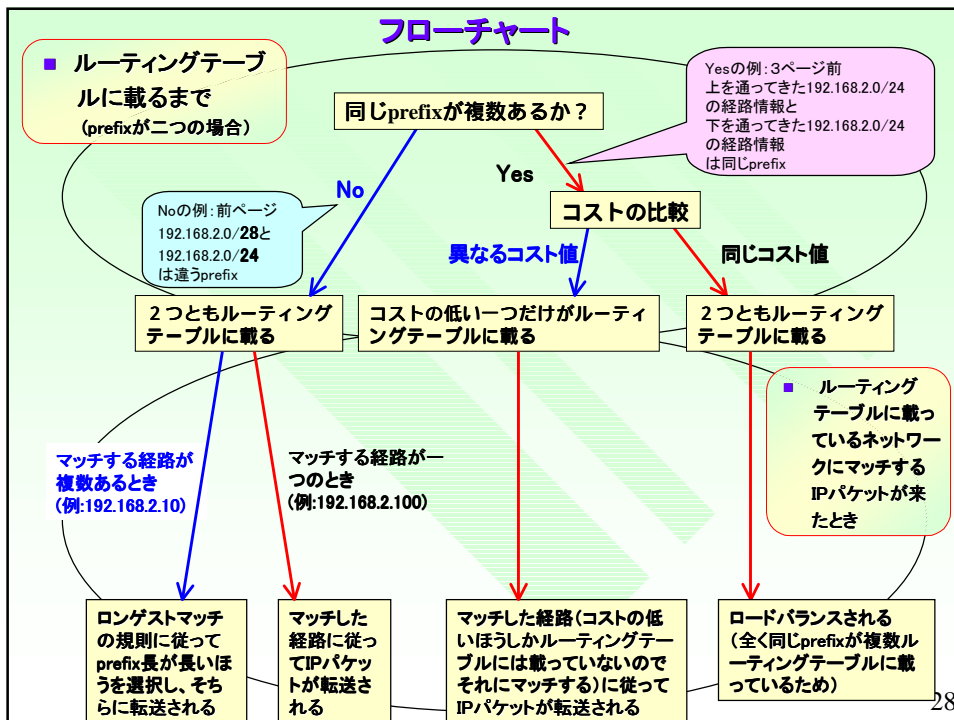 フローチャート
■ ルーティングテーブ
ルに載るまで
(prefixが二つの場合)
Yesの例:3ページ前
上を通ってきた192.168.2.0/24
の経路情報と
下を通ってきた192.168.2.0/24
の経路情報
は同じprefix
同じprefixが複数あるか?
No
Yes
Noの例:前ページ
192.168.2.0/28と
192.168.2.0/24
は違うprefix
コストの比較
異なるコスト値
同じコスト値
2つともルーティング
テーブルに載る
コストの低い一つだけがルーティ
ングテーブルに載る
2つともルーティング
テーブルに載る
■ ルーティング
テーブルに載っ
ているネットワー
クにマッチする
IPパケットが来
たとき
マッチする経路が
複数あるとき
(例:192.168.2.10)
マッチする経路が一
つのとき
(例:192.168.2.100)
ロンゲストマッチ
の規則に従って
prefix長が長いほ
うを選択し、そち
らに転送される
マッチした
経路に従っ
てIPパケッ
トが転送さ
れる
マッチした経路(コストの低
いほうしかルーティングテー
ブルには載っていないので
それにマッチする)に従って
IPパケットが転送される
ロードバランスされる
(全く同じprefixが複数ル
ーティングテーブルに載
っているため)
28